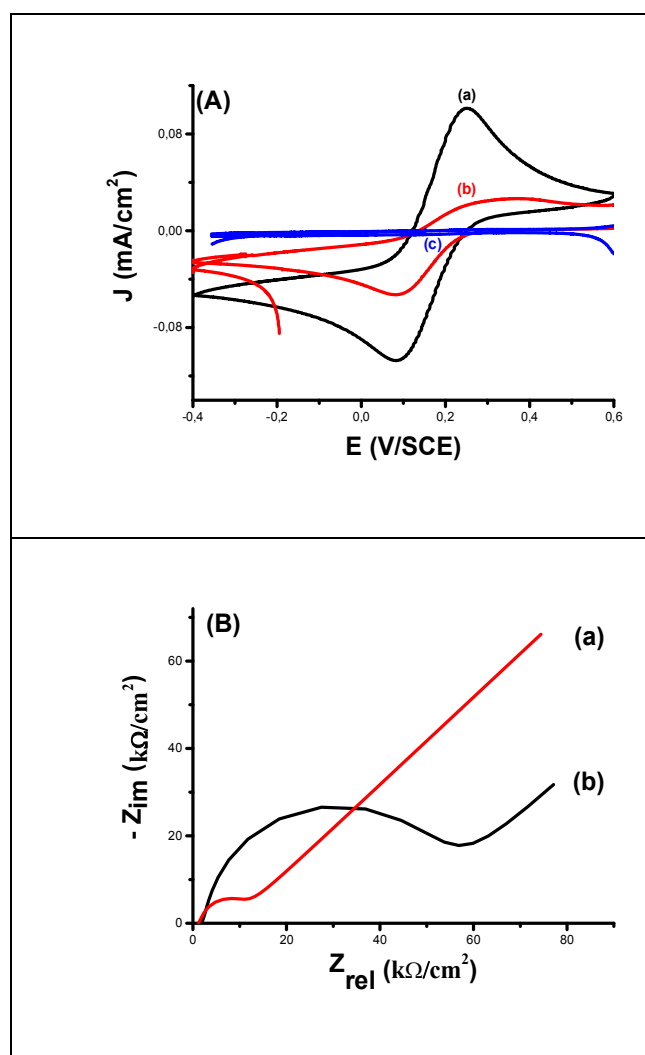 (A)
(a)
(b)
(c)
0,08
0,00
-0,08
J (mA/cm²)
-0,4
-0,2
0,0
0,2
0,4
0,6
E (V/SCE)
(B)
(a)
(b)
60
40
20
0
- Zim (kΩ/cm²)
0
20
40
60
80
Zrel (kΩ/cm²)